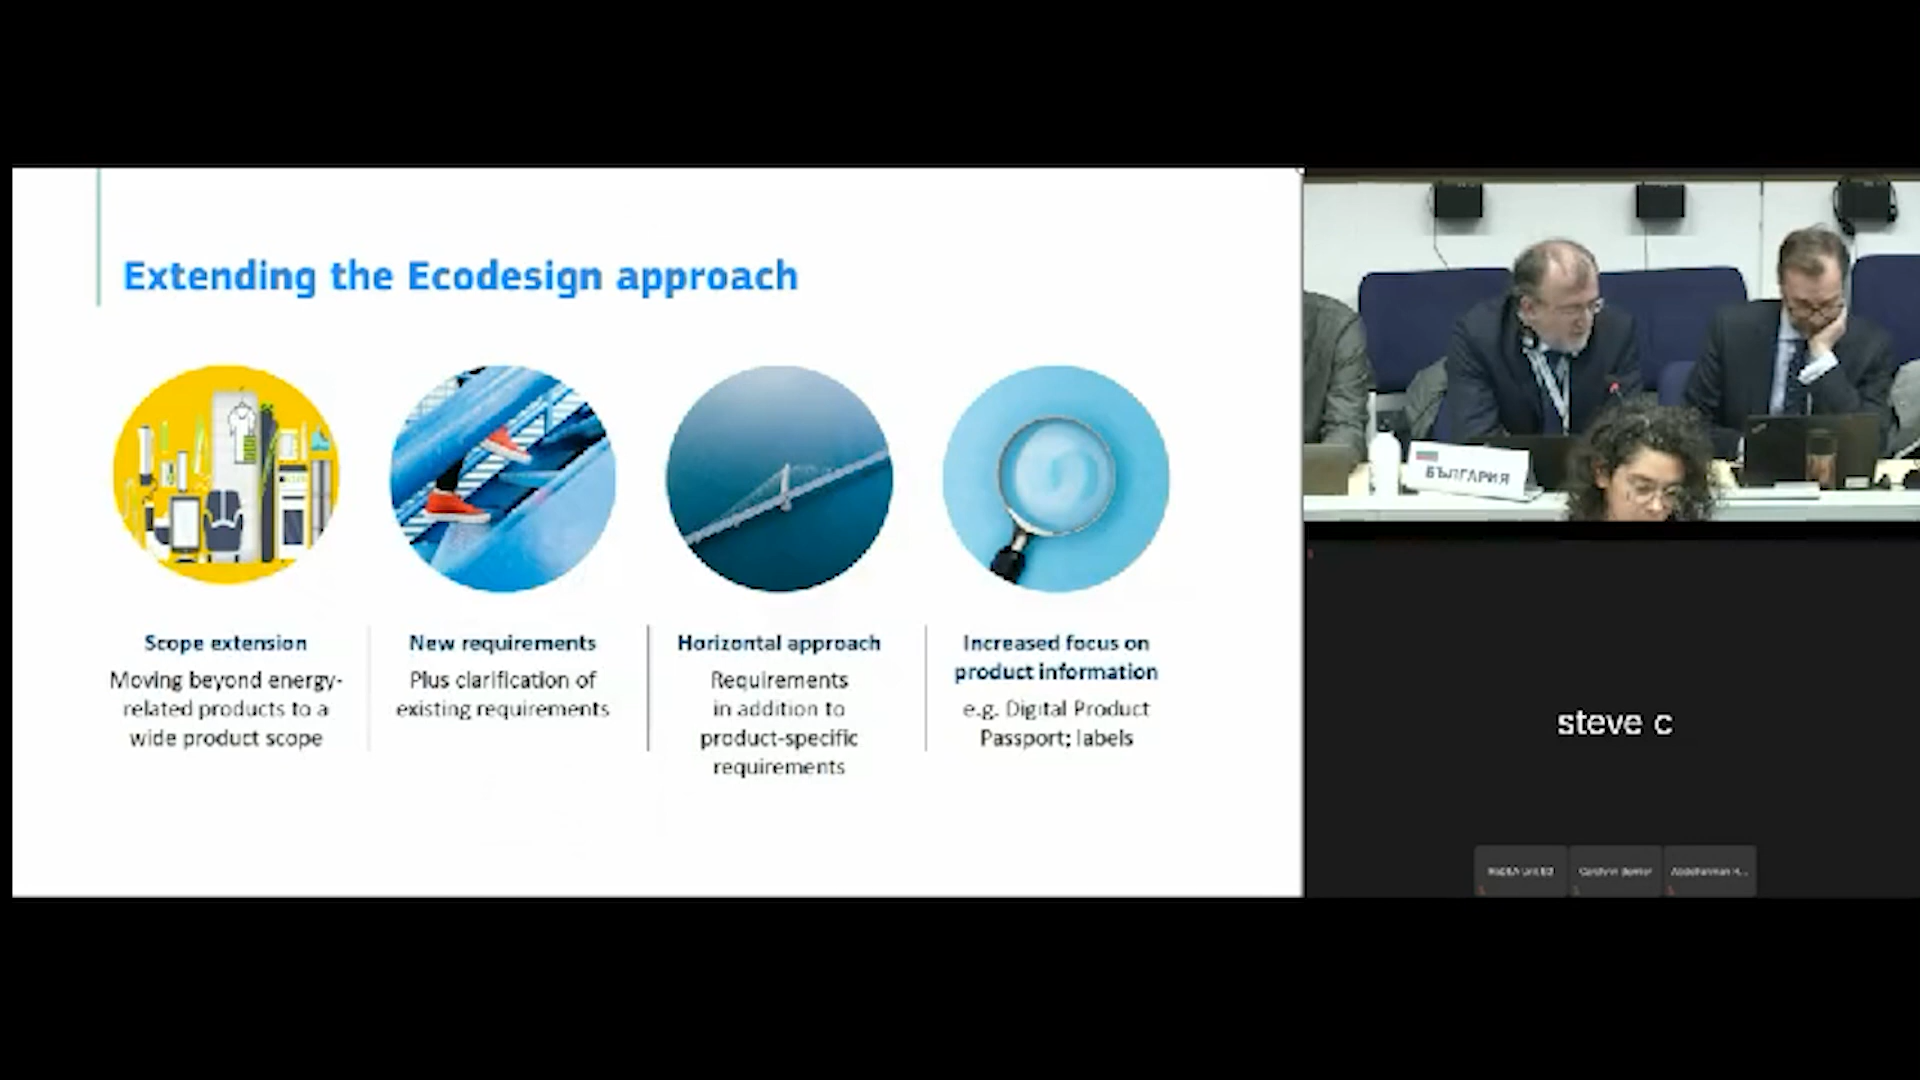 Extending the Ecodesign approach
Scope extension
Moving beyond energy-
related products to a
wide product scope
New requirements
Plus clarification of
existing requirements
Horizontal approach
Requirements
in addition to
product-specific
requirements
Increased focus on
product information
e.g. Digital Product
Passport; labels
БЪЛГАРИЯ
steve c